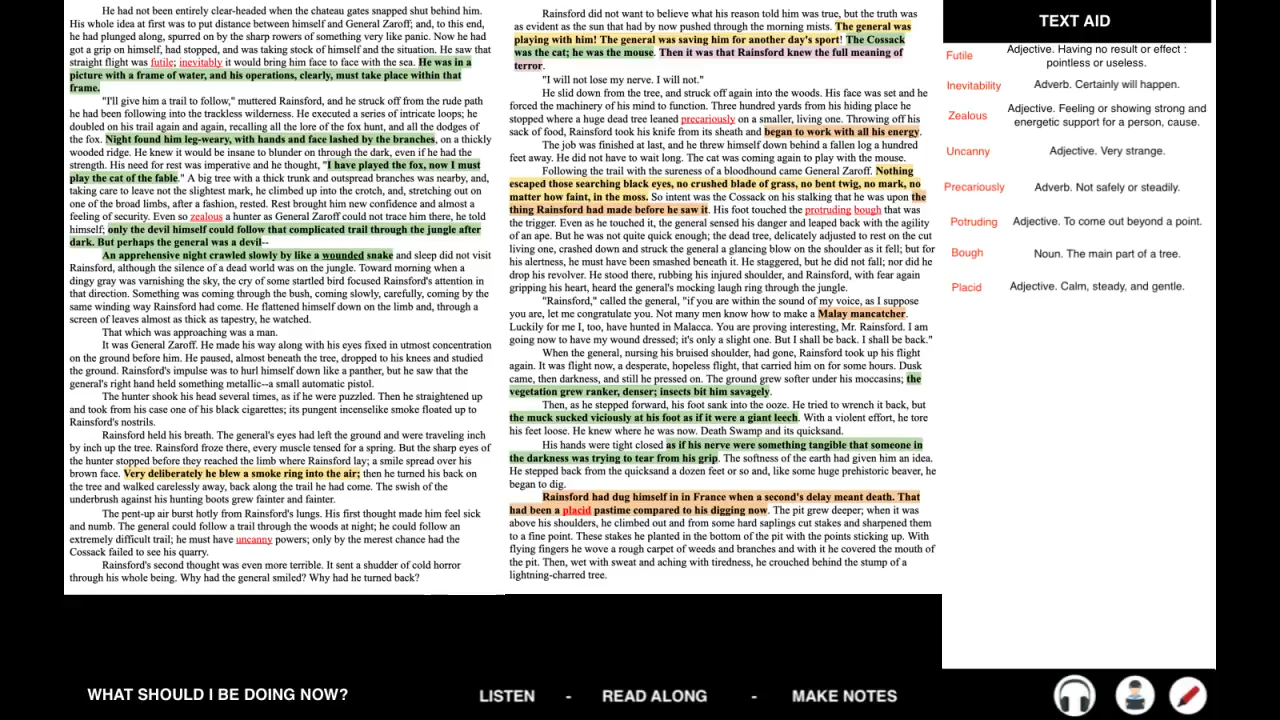 He had not been entirely clear-headed when the chateau gates snapped shut behind him.
His whole idea at first was to put distance between himself and General Zaroff; and, to this end,
he had plunged along, spurred on by the sharp rowers of something very like panic. Now he had
got a grip on himself, had stopped, and was taking stock of himself and the situation. He saw that
straight flight was futile; inevitably it would bring him face to face with the sea. He was in a
picture with a frame of water, and his operations, clearly, must take place within that
frame.
"I'll give him a trail to follow," muttered Rainsford, and he struck off from the rude path
he had been following into the trackless wilderness. He executed a series of intricate loops; he
doubled on his trail again and again, recalling all the lore of the fox hunt, and all the dodges of
the fox. Night found him leg-weary, with hands and face lashed by the branches, on a thickly
wooded ridge. He knew it would be insane to blunder on through the dark, even if he had the
strength. His need for rest was imperative and he thought, "I have played the fox, now I must
play the cat of the fable." A big tree with a thick trunk and outspread branches was nearby, and,
taking care to leave not the slightest mark, he climbed up into the crotch, and, stretching out on
one of the broad limbs, after a fashion, rested. Rest brought him new confidence and almost a
feeling of security. Even so zealous a hunter as General Zaroff could not trace him there, he told
himself; only the devil himself could follow that complicated trail through the jungle after
dark. But perhaps the general was a devil--
An apprehensive night crawled slowly by like a wounded snake and sleep did not visit
Rainsford, although the silence of a dead world was on the jungle. Toward morning when a
dingy gray was varnishing the sky, the cry of some startled bird focused Rainsford's attention in
that direction. Something was coming through the bush, coming slowly, carefully, coming by the
same winding way Rainsford had come. He flattened himself down on the limb and, through a
screen of leaves almost as thick as tapestry, he watched.
That which was approaching was a man.
It was General Zaroff. He made his way along with his eyes fixed in utmost concentration
on the ground before him. He paused, almost beneath the tree, dropped to his knees and studied
the ground. Rainsford's impulse was to hurl himself down like a panther, but he saw that the
general's right hand held something metallic--a small automatic pistol.
The hunter shook his head several times, as if he were puzzled. Then he straightened up
and took from his case one of his black cigarettes; its pungent incenselike smoke floated up to
Rainsford's nostrils.
Rainsford held his breath. The general's eyes had left the ground and were traveling inch
by inch up the tree. Rainsford froze there, every muscle tensed for a spring. But the sharp eyes of
the hunter stopped before they reached the limb where Rainsford lay; a smile spread over his
brown face. Very deliberately he blew a smoke ring into the air; then he turned his back on
the tree and walked carelessly away, back along the trail he had come. The swish of the
underbrush against his hunting boots grew fainter and fainter.
The pent-up air burst hotly from Rainsford's lungs. His first thought made him feel sick
and numb. The general could follow a trail through the woods at night; he could follow an
extremely difficult trail; he must have uncanny powers; only by the merest chance had the
Cossack failed to see his quarry.
Rainsford's second thought was even more terrible. It sent a shudder of cold horror
through his whole being. Why had the general smiled? Why had he turned back?
Rainsford did not want to believe what his reason told him was true, but the truth was
as evident as the sun that had by now pushed through the morning mists. The general was
playing with him! The general was saving him for another day's sport! The Cossack
was the cat; he was the mouse. Then it was that Rainsford knew the full meaning of
terror.
"I will not lose my nerve. I will not."
He slid down from the tree, and struck off again into the woods. His face was set and he
forced the machinery of his mind to function. Three hundred yards from his hiding place he
stopped where a huge dead tree leaned precariously on a smaller, living one. Throwing off his
sack of food, Rainsford took his knife from its sheath and began to work with all his energy.
The job was finished at last, and he threw himself down behind a fallen log a hundred
feet away. He did not have to wait long. The cat was coming again to play with the mouse.
Following the trail with the sureness of a bloodhound came General Zaroff. Nothing
escaped those searching black eyes, no crushed blade of grass, no bent twig, no mark, no
matter how faint, in the moss. So intent was the Cossack on his stalking that he was upon the
thing Rainsford had made before he saw it. His foot touched the protruding bough that was
the trigger. Even as he touched it, the general sensed his danger and leaped back with the agility
of an ape. But he was not quite quick enough; the dead tree, delicately adjusted to rest on the cut
living one, crashed down and struck the general a glancing blow on the shoulder as it fell; but for
his alertness, he must have been smashed beneath it. He staggered, but he did not fall; nor did he
drop his revolver. He stood there, rubbing his injured shoulder, and Rainsford, with fear again
gripping his heart, heard the general's mocking laugh ring through the jungle.
"Rainsford," called the general, "if you are within the sound of my voice, as I suppose
you are, let me congratulate you. Not many men know how to make a Malay mancatcher.
Luckily for me I, too, have hunted in Malacca. You are proving interesting, Mr. Rainsford. I am
going now to have my wound dressed; it's only a slight one. But I shall be back. I shall be back."
When the general, nursing his bruised shoulder, had gone, Rainsford took up his flight
again. It was flight now, a desperate, hopeless flight, that carried him on for some hours. Dusk
came, then darkness, and still he pressed on. The ground grew softer under his moccasins; the
vegetation grew ranker, denser; insects bit him savagely.
Then, as he stepped forward, his foot sank into the ooze. He tried to wrench it back, but
the muck sucked viciously at his foot as if it were a giant leech. With a violent effort, he tore
his feet loose. He knew where he was now. Death Swamp and its quicksand.
His hands were tight closed as if his nerve were something tangible that someone in
the darkness was trying to tear from his grip. The softness of the earth had given him an idea.
He stepped back from the quicksand a dozen feet or so and, like some huge prehistoric beaver, he
began to dig.
Rainsford had dug himself in in France when a second's delay meant death. That
had been a placid pastime compared to his digging now. The pit grew deeper; when it was
above his shoulders, he climbed out and from some hard saplings cut stakes and sharpened them
to a fine point. These stakes he planted in the bottom of the pit with the points sticking up. With
flying fingers he wove a rough carpet of weeds and branches and with it he covered the mouth of
the pit. Then, wet with sweat and aching with tiredness, he crouched behind the stump of a
lightning-charred tree.
TEXT AID
Futile Adjective. Having no result or effect :
pointless or useless.
Inevitability Adverb. Certainly will happen.
Zealous Adjective. Feeling or showing strong and
energetic support for a person, cause.
Uncanny Adjective. Very strange.
Precariously Adverb. Not safely or steadily.
Potruding Adjective. To come out beyond a point.
Bough Noun. The main part of a tree.
Placid Adjective. Calm, steady, and gentle.
WHAT SHOULD I BE DOING NOW? LISTEN - READ ALONG - MAKE NOTES